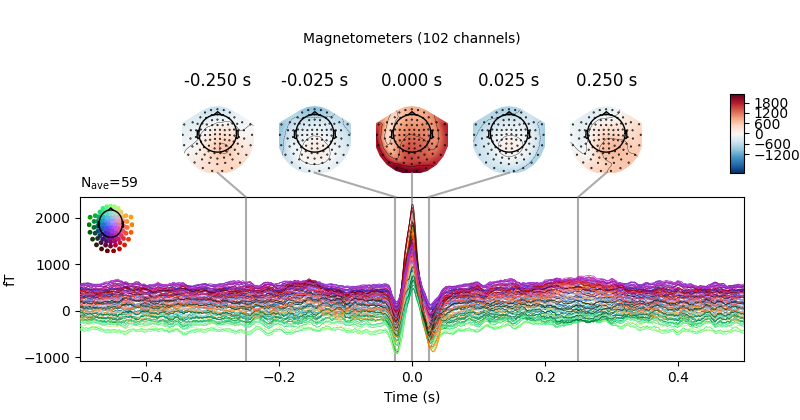 Magnetometers (102 channels)
-0.250 s -0.025 s 0.000 s 0.025 s 0.250 s
1800
1200
600
0
−600
−1200
Nave=59
2000
1000
0
−1000
fT
−0.4 −0.2 0.0 0.2 0.4
Time (s)